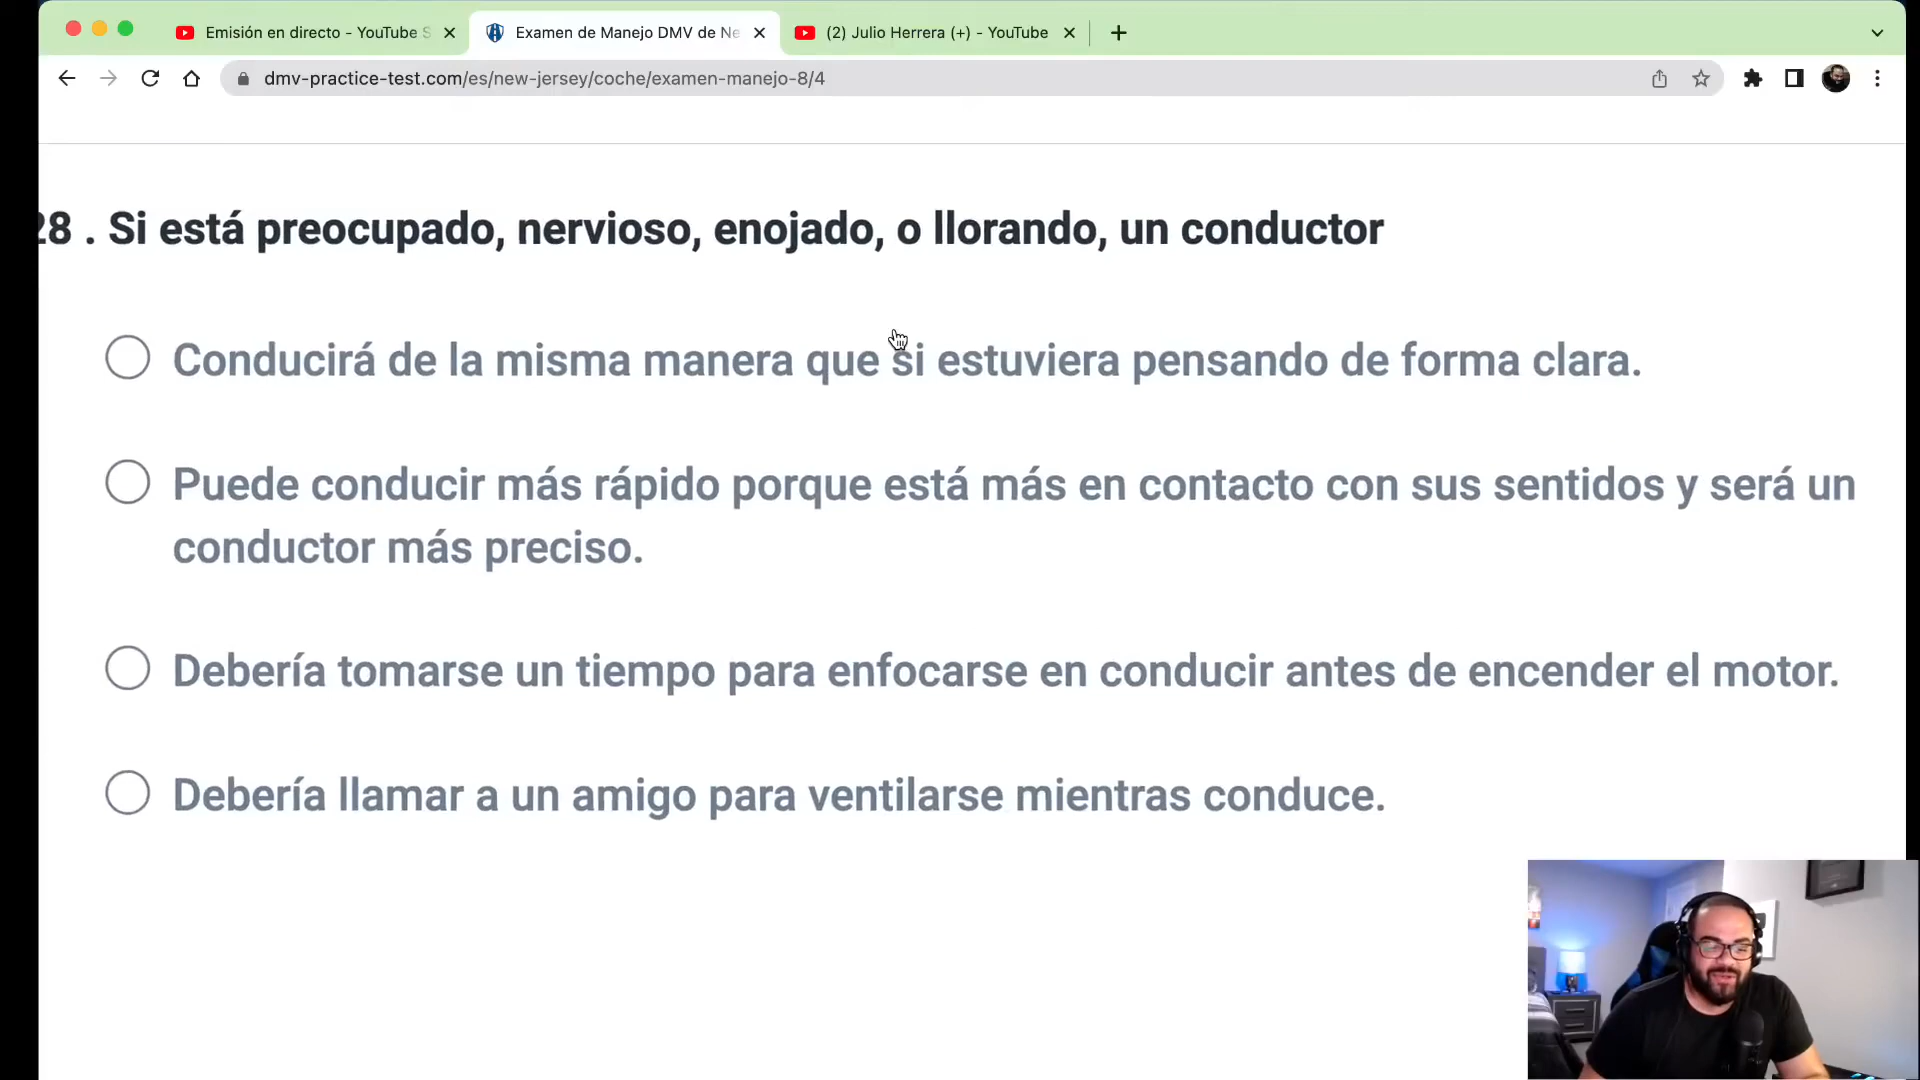 Emisión en directo - YouTube S
Examen de Manejo DMV de Ne
(2) Julio Herrera (+) - YouTube
dmv-practice-test.com/es/new-jersey/coche/examen-manejo-8/4
28 . Si está preocupado, nervioso, enojado, o llorando, un conductor
Conducirá de la misma manera que si estuviera pensando de forma clara.
Puede conducir más rápido porque está más en contacto con sus sentidos y será un
conductor más preciso.
Debería tomarse un tiempo para enfocarse en conducir antes de encender el motor.
Debería llamar a un amigo para ventilarse mientras conduce.